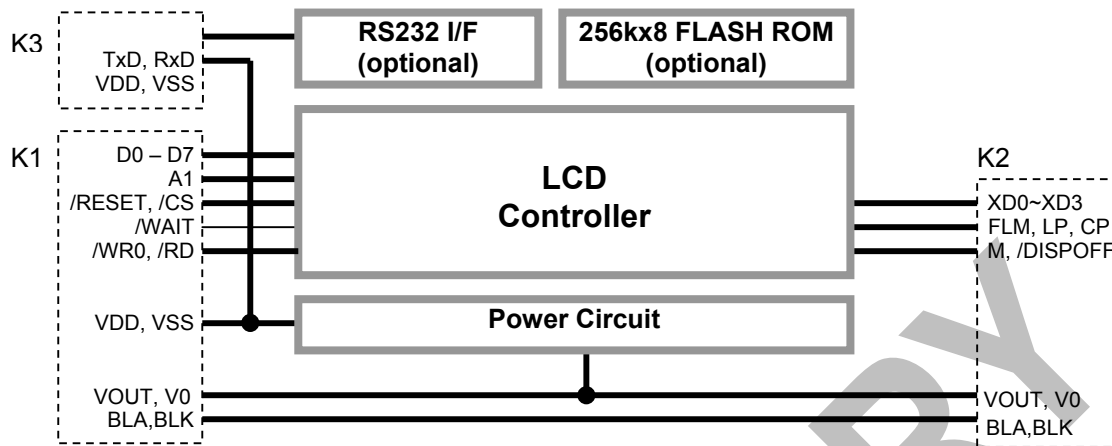 K3
TxD, RxD
VDD, VSS
RS232 I/F
(optional)
256kx8 FLASH ROM
(optional)
K1
D0 – D7
A1
/RESET, /CS
/WAIT
/WR0, /RD
VDD, VSS
VOUT, V0
BLA,BLK
LCD
Controller
Power Circuit
K2
XD0~XD3
FLM, LP, CP
M, /DISPOFF
VOUT, V0
BLA,BLK
RY